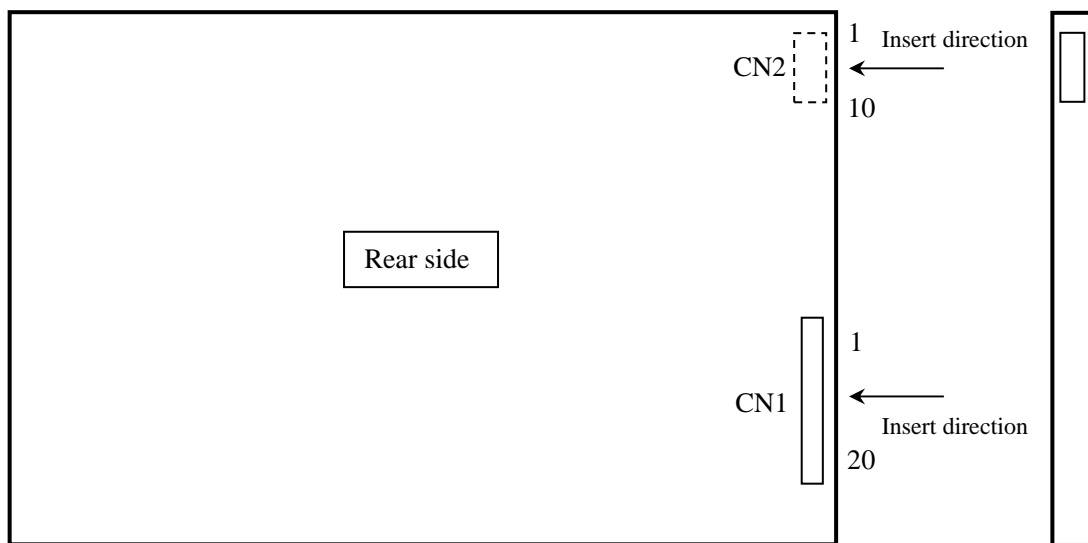 1
Insert direction
CN2
10
Rear side
1
CN1
Insert direction
20